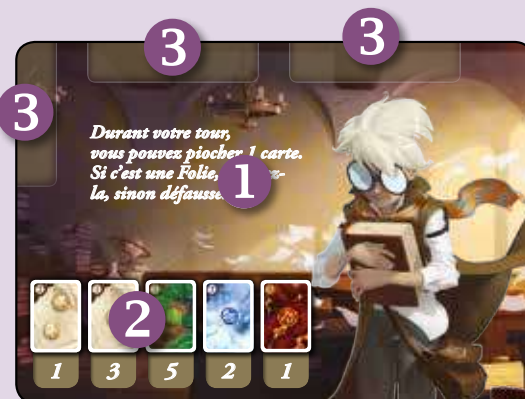 3
3
3
Durant votre tour,
vous pouvez piocher 1 carte.
Si c'est une Folie,
la, sinon
1
2
1 3 5 2 1